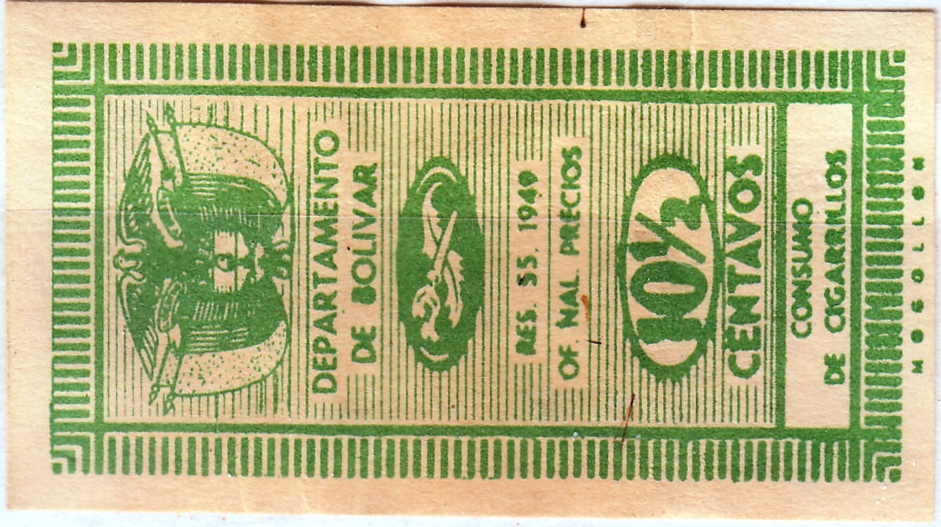 DEPARTAMENTO
DE BOLIVAR
RES. 55. 1949
OF NAL. PRECIOS
10½
CENTAVOS
CONSUMO
DE CIGARRILLOS
MOGOLLON